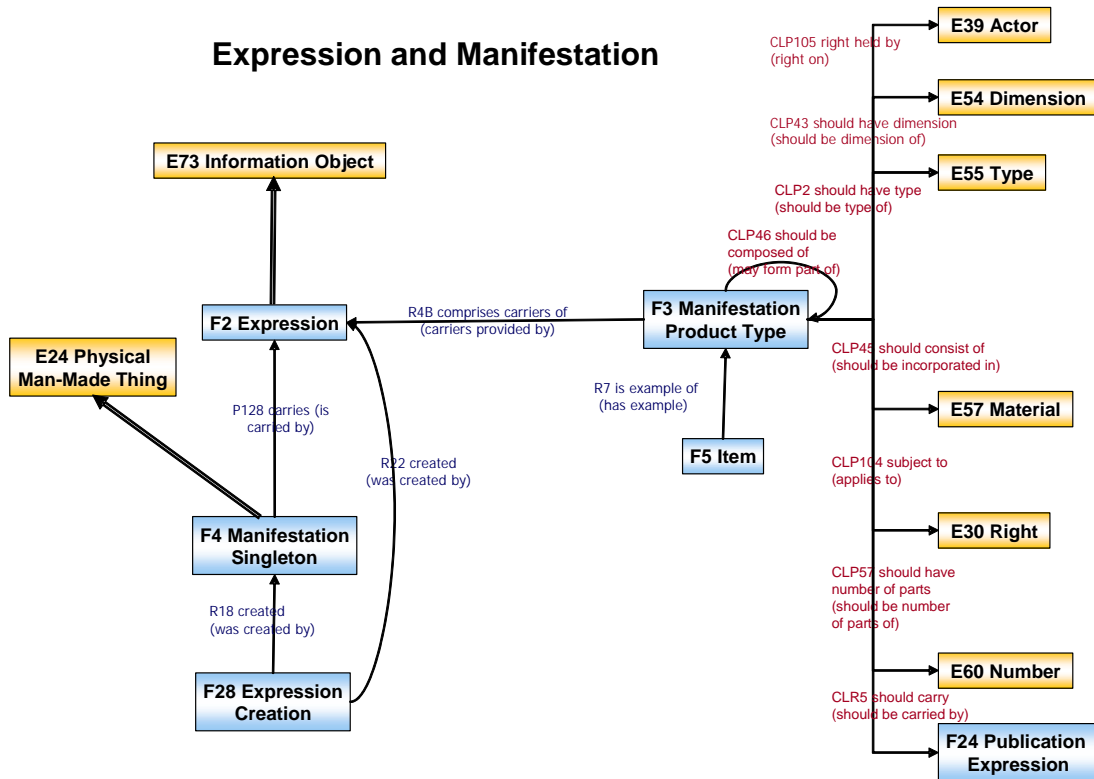 Expression and Manifestation
E39 Actor
CLP105 right held by
(right on)
E54 Dimension
CLP43 should have dimension
(should be dimension of)
E73 Information Object
E55 Type
CLP2 should have type
(should be type of)
CLP46 should be
composed of
(may form part of)
F2 Expression
R4B comprises carriers of
(carriers provided by)
F3 Manifestation
Product Type
E24 Physical
Man-Made Thing
CLP45 should consist of
(should be incorporated in)
R7 is example of
(has example)
P128 carries (is
carried by)
E57 Material
F5 Item
R22 created
(was created by)
CLP104 subject to
(applies to)
F4 Manifestation
Singleton
E30 Right
CLP57 should have
number of parts
(should be number
of parts of)
R18 created
(was created by)
E60 Number
F28 Expression
Creation
CLR5 should carry
(should be carried by)
F24 Publication
Expression